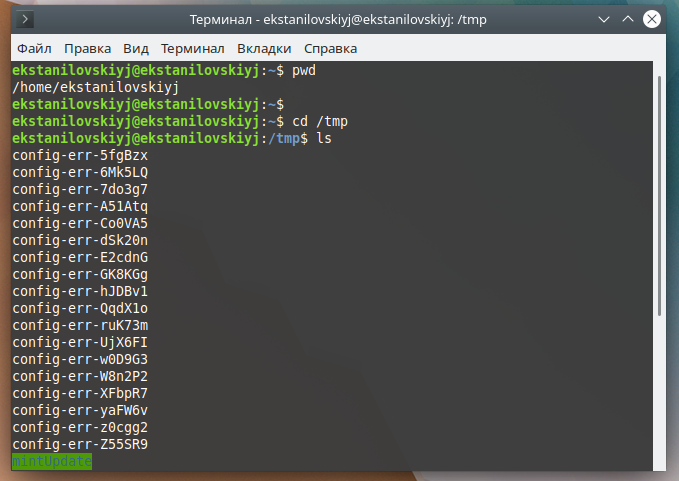 Терминал - ekstanilovskiyj@ekstanilovskiyj: /tmp
Файл Правка Вид Терминал Вкладки Справка
ekstanilovskiyj@ekstanilovskiyj:~$ pwd
/home/ekstanilovskiyj
ekstanilovskiyj@ekstanilovskiyj:~$
ekstanilovskiyj@ekstanilovskiyj:~$ cd /tmp
ekstanilovskiyj@ekstanilovskiyj:/tmp$ ls
config-err-5fgBzx
config-err-6Mk5LQ
config-err-7do3g7
config-err-A51Atq
config-err-Co0VA5
config-err-dSk20n
config-err-E2cdnG
config-err-GK8KGg
config-err-hJDBv1
config-err-QqdX1o
config-err-ruK73m
config-err-UjX6FI
config-err-w0D9G3
config-err-W8n2P2
config-err-XFbpR7
config-err-yaFW6v
config-err-z0cgg2
config-err-Z55SR9
mintUpdate